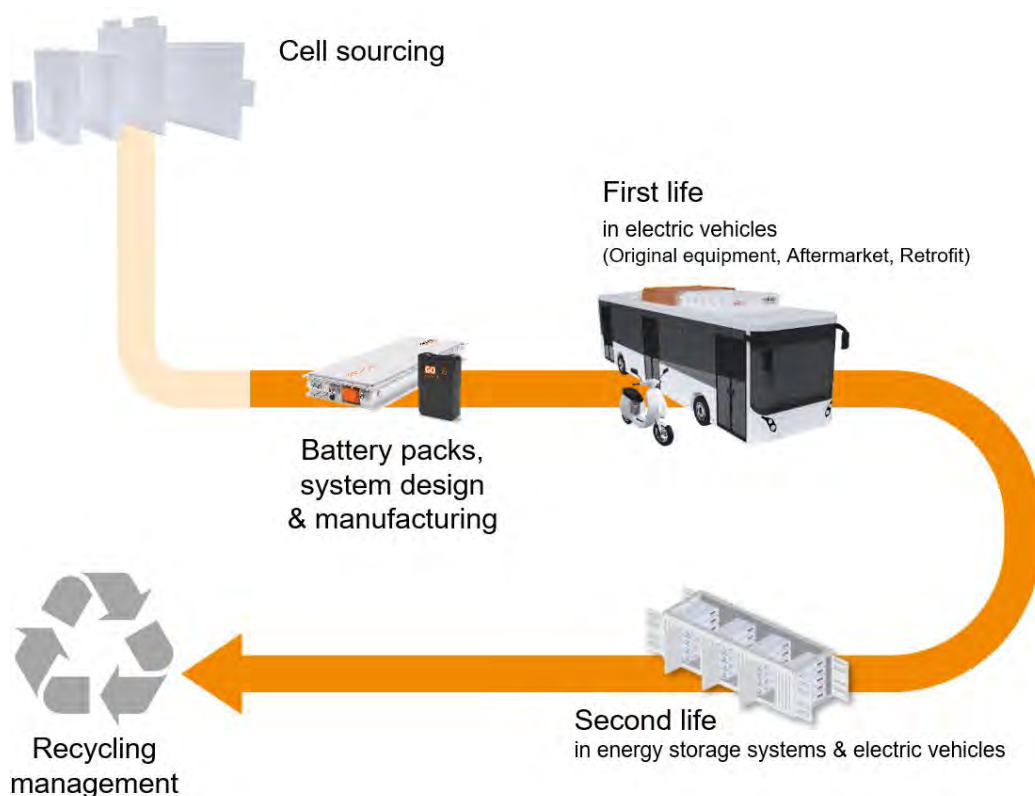 Cell sourcing
First life
in electric vehicles
(Original equipment, Aftermarket, Retrofit)
GO
Battery packs,
system design
& manufacturing
Second life
in energy storage systems & electric vehicles
Recycling
management